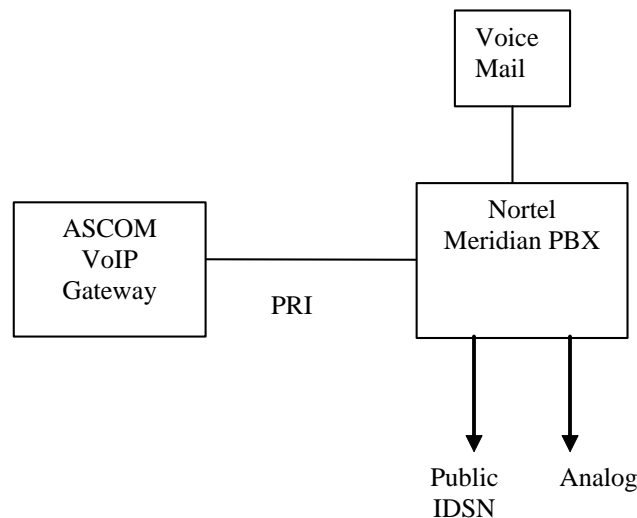 Voice
Mail
Nortel
Meridian PBX
ASCOM
VoIP
Gateway
PRI
Public
IDSN
Analog